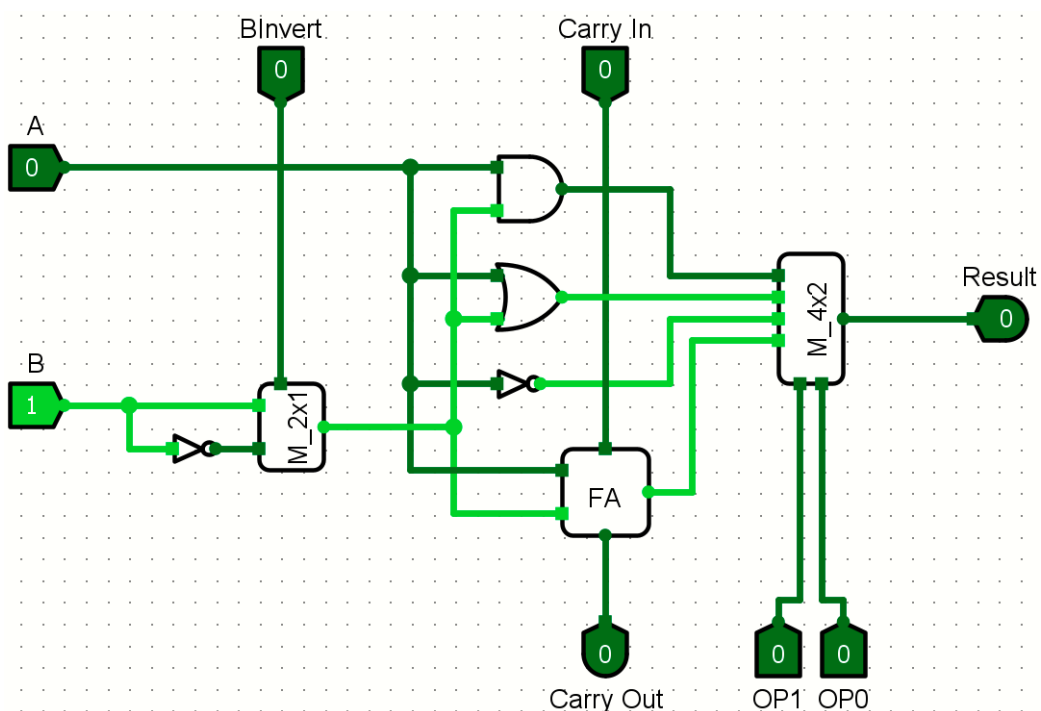 BInvert
Carry In
0
0
A
0
M_4x2
Result
0
B
1
M_2x1
FA
0
0
0
Carry Out
OP1
OP0